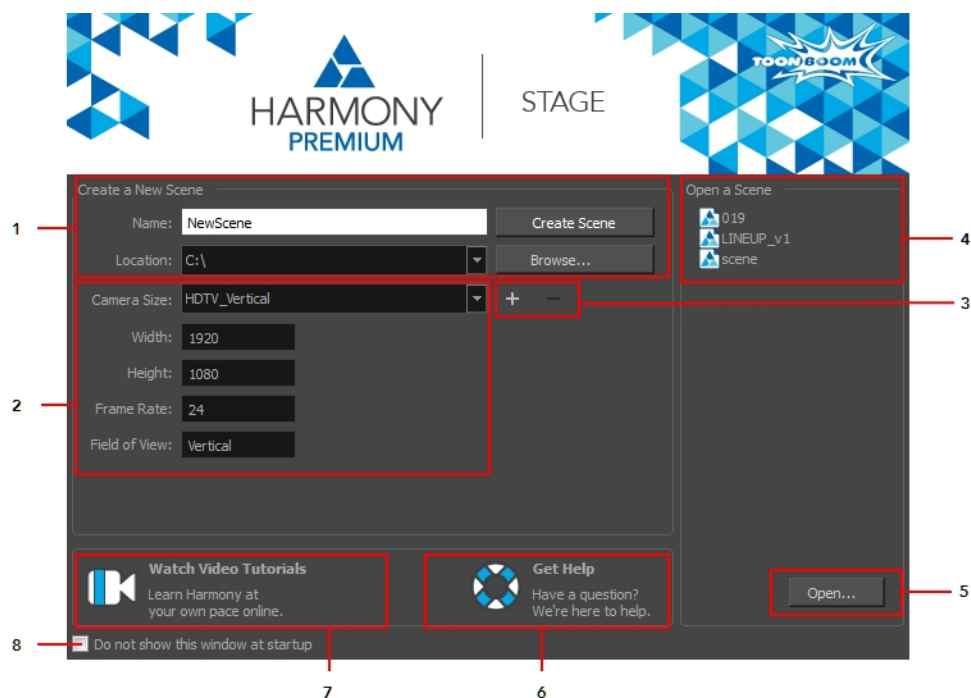 TOON BOOM
HARMONY
PREMIUM
STAGE
Create a New Scene
Name: NewScene Create Scene
Location: C:\ Browse...
Camera Size: HDTV_Vertical + −
Width: 1920
Height: 1080
Frame Rate: 24
Field of View: Vertical
Open a Scene
019
LINEUP_v1
scene
Watch Video Tutorials
Learn Harmony at
your own pace online.
Get Help
Have a question?
We're here to help.
Open...
Do not show this window at startup
1
2
3
4
5
6
7
8